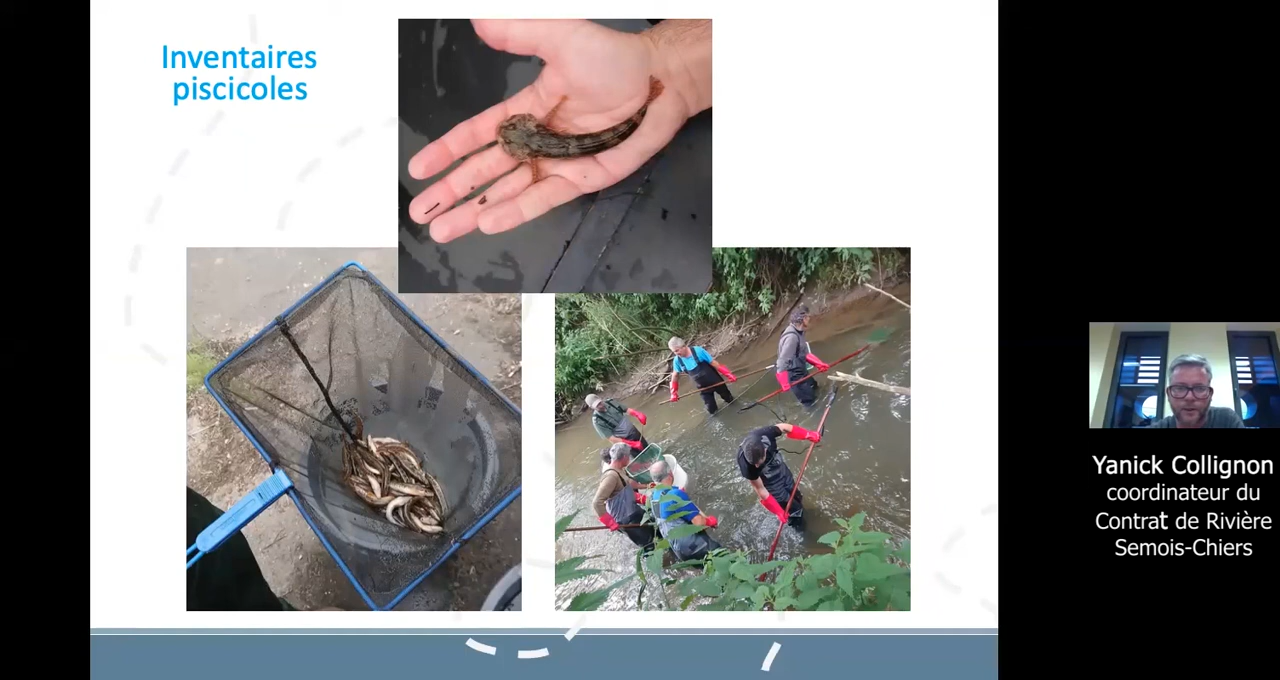 Inventaires
piscicoles
Yanick Collignon
coordinateur du
Contrat de Rivière
Semois-Chiers